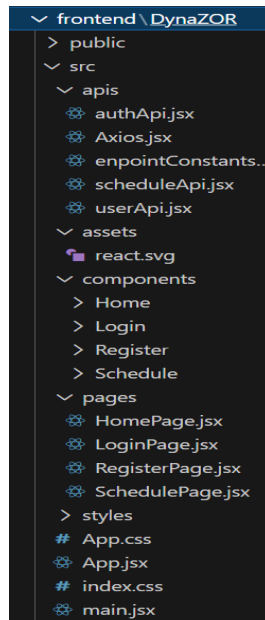 frontend\DynaZOR
public
src
apis
authApi.jsx
Axios.jsx
enpointConstants...
scheduleApi.jsx
userApi.jsx
assets
react.svg
components
Home
Login
Register
Schedule
pages
HomePage.jsx
LoginPage.jsx
RegisterPage.jsx
SchedulePage.jsx
styles
# App.css
App.jsx
# index.css
main.jsx